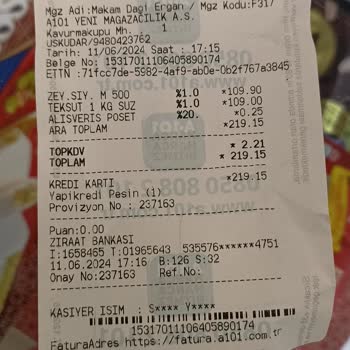 Mgz Adi:Makam Dagi Ergan / Mgz Kodu:F317
A101 YENI MAGAZACILIK A.S.
Kavurmakupu Mh. 1
USKUDAR/9480423762
Tarih: 11/06/2024 Saat : 17:15
Belge No: 15317011106405890174
ETTN :71fcc7de-5982-4af9-ab0e-0b2f767a3845
ZEY.SIY. M 500 %1.0 *109.90
TEKSUT 1 KG SUZ %1.0 *109.00
ALISVERIS POSET %20. *0.25
ARA TOPLAM *219.15
TOPKDV * 2.21
TOPLAM *219.15
KREDI KARTI *219.15
Yapikredi Pesin (1)
Provizyon No : 237163
Puan:0.00
ZIRAAT BANKASI
I:1658465 T:01965643 535576******4751
11.06.2024 17:16 B:126 S:32
Onay No:237163 Ref.No:
KASIYER ISIM : S**** Y****
15317011106405890174
FaturaAdres https://fatura.a101.com.tr